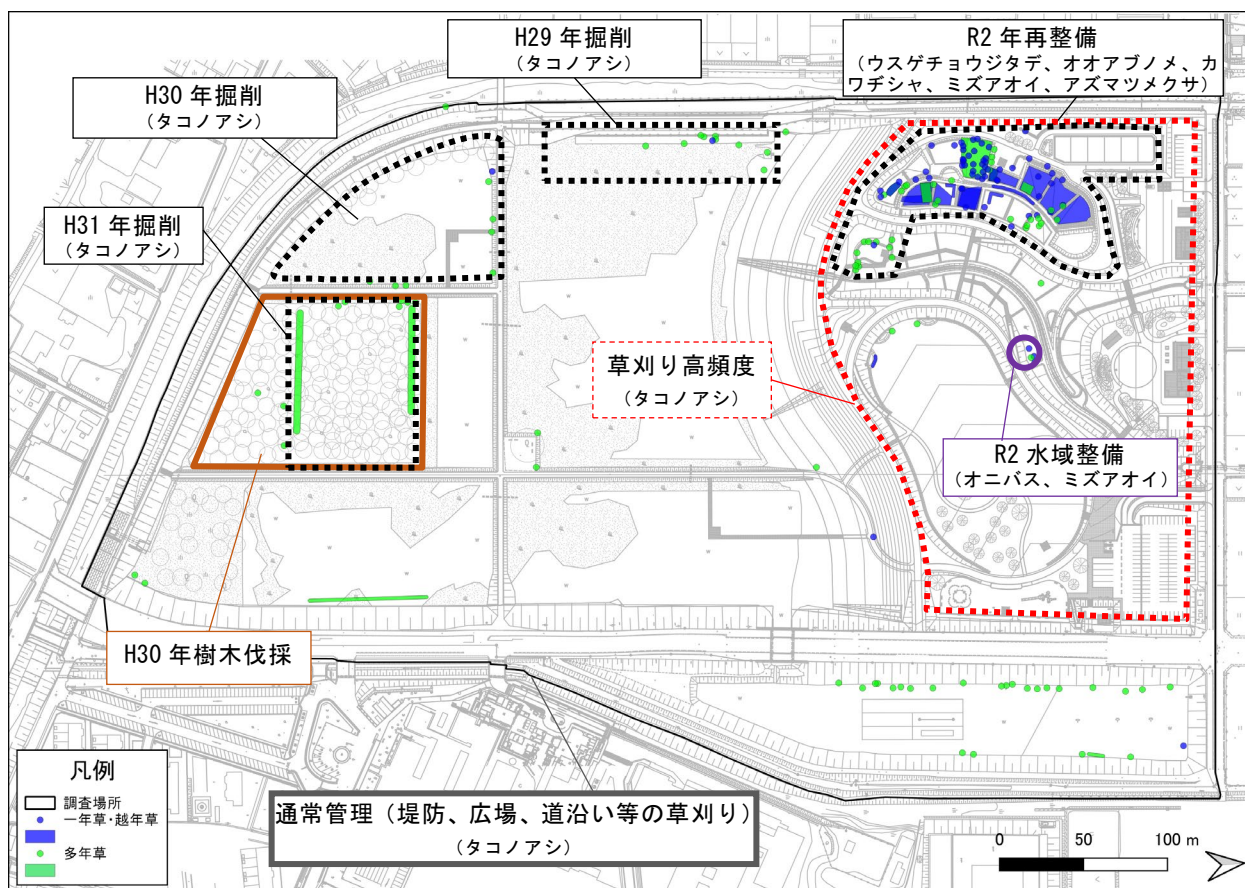 H29 年掘削
（タコノアシ）
R2 年再整備
（ウスゲチョウジタデ、オオアブノメ、カ
ワヂシャ、ミズアオイ、アズマツメクサ）
H30 年掘削
（タコノアシ）
H31 年掘削
（タコノアシ）
草刈り高頻度
（タコノアシ）
R2 水域整備
（オニバス、ミズアオイ）
H30 年樹木伐採
通常管理（堤防、広場、道沿い等の草刈り）
（タコノアシ）
凡例
調査場所
一年草・越年草
多年草
0 50 100 m